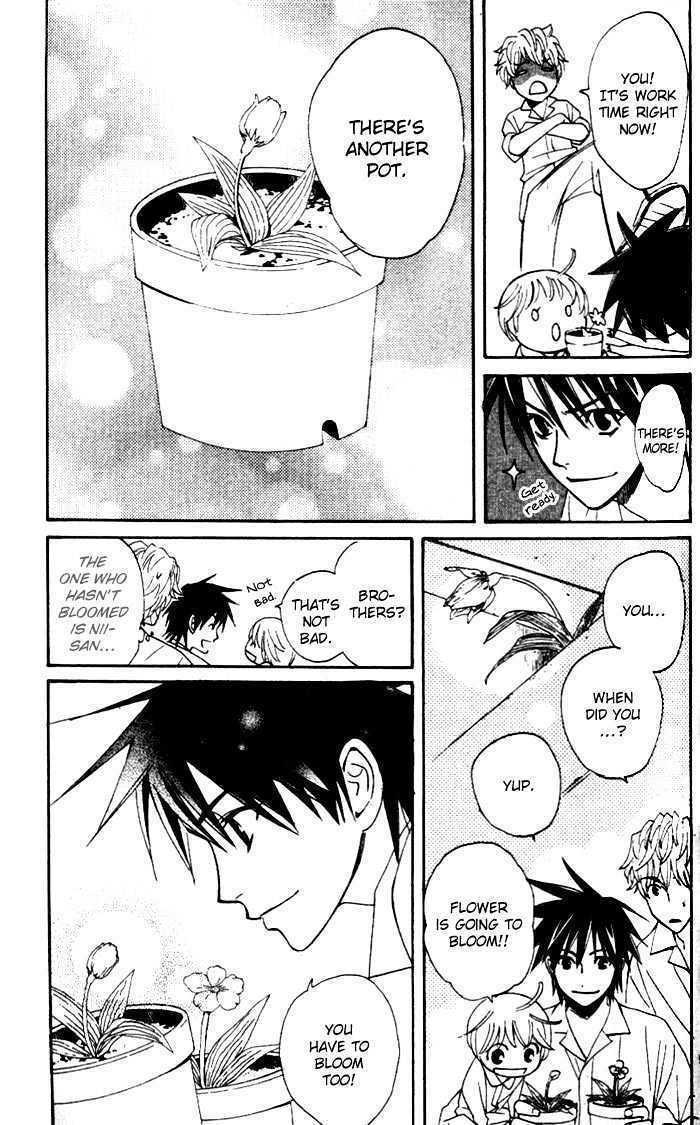 YOU!
IT'S WORK
TIME RIGHT
NOW!
THERE'S
ANOTHER
POT.
THERE'S
MORE!
Get
ready
YOU...
WHEN
DID YOU
...?
YUP.
FLOWER
IS GOING TO
BLOOM!!
BRO-
THERS?
THAT'S
NOT
BAD.
Not
Bad.
THE
ONE WHO
HASN'T
BLOOMED
IS NII-
SAN...
YOU
HAVE TO
BLOOM
TOO!